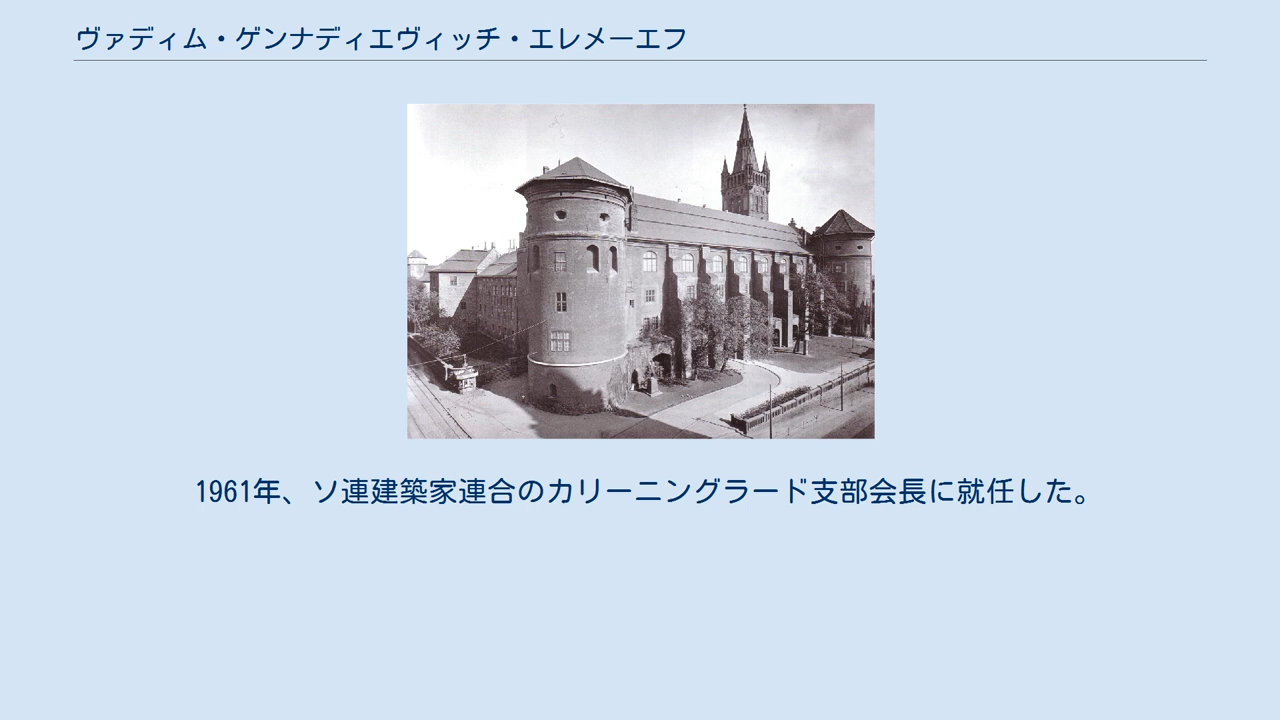 ヴァディム・ゲンナディエヴィッチ・エレメーエフ
1961年、ソ連建築家連合のカリーニングラード支部会長に就任した。